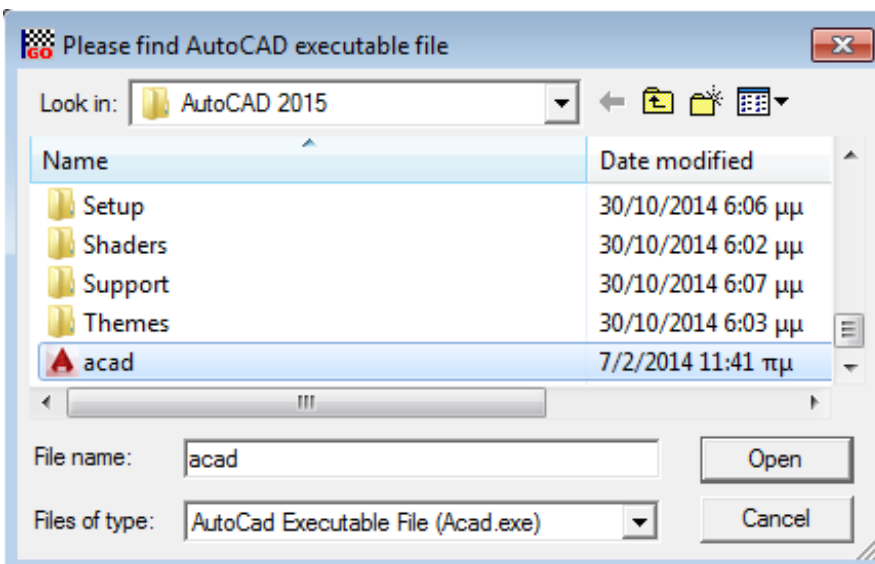 GO Please find AutoCAD executable file
Look in: AutoCAD 2015
Name Date modified
Setup 30/10/2014 6:06 μμ
Shaders 30/10/2014 6:02 μμ
Support 30/10/2014 6:07 μμ
Themes 30/10/2014 6:03 μμ
acad 7/2/2014 11:41 πμ
File name: acad Open
Files of type: AutoCad Executable File (Acad.exe) Cancel